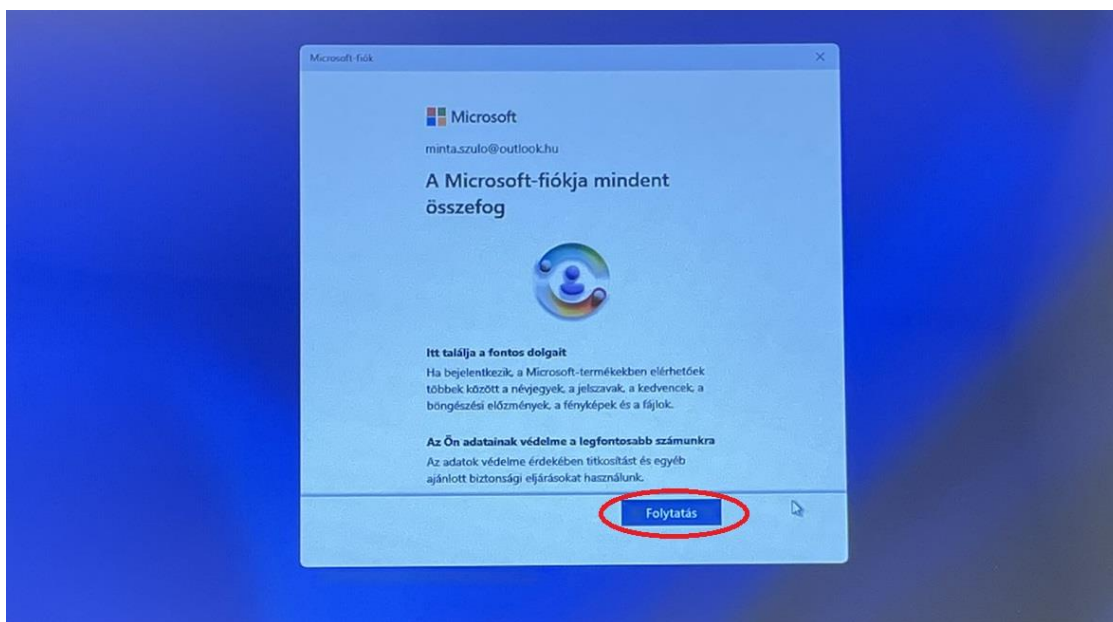 Microsoft-fiók
Microsoft
minta.szulo@outlook.hu
A Microsoft-fiókja mindent
összefog
Itt találja a fontos dolgait
Ha bejelentkezik, a Microsoft-termékekben elérhetőek
többek között a névjegyek, a jelszavak, a kedvencek, a
böngészési előzmények, a fényképek és a fájlok.
Az Ön adatainak védelme a legfontosabb számunkra
Az adatok védelme érdekében titkosítást és egyéb
ajánlott biztonsági eljárásokat használunk.
Folytatás